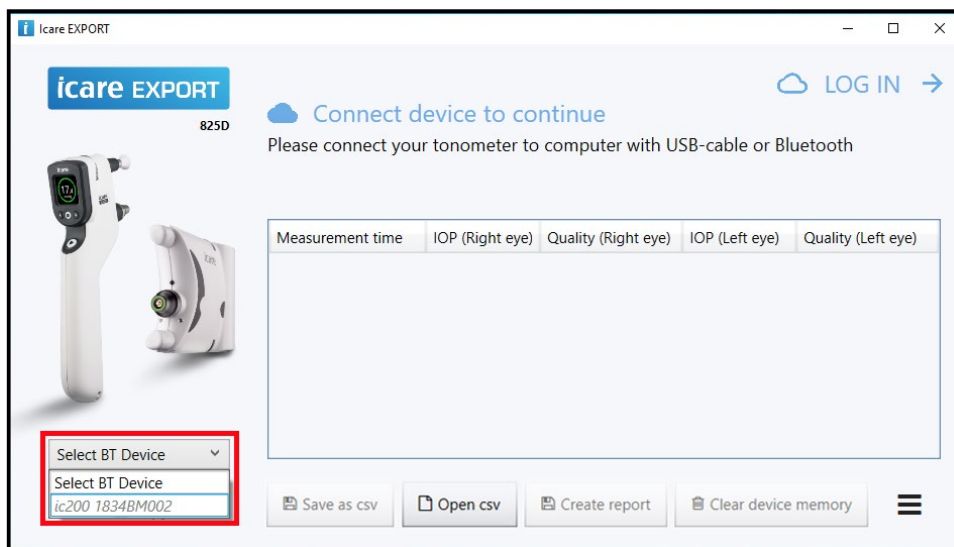 Icare EXPORT
icare EXPORT
825D
LOG IN
Connect device to continue
Please connect your tonometer to computer with USB-cable or Bluetooth
Measurement time IOP (Right eye) Quality (Right eye) IOP (Left eye) Quality (Left eye)
Select BT Device
Select BT Device
ic200 1834BM002
Save as csv Open csv Create report Clear device memory
icare
icare